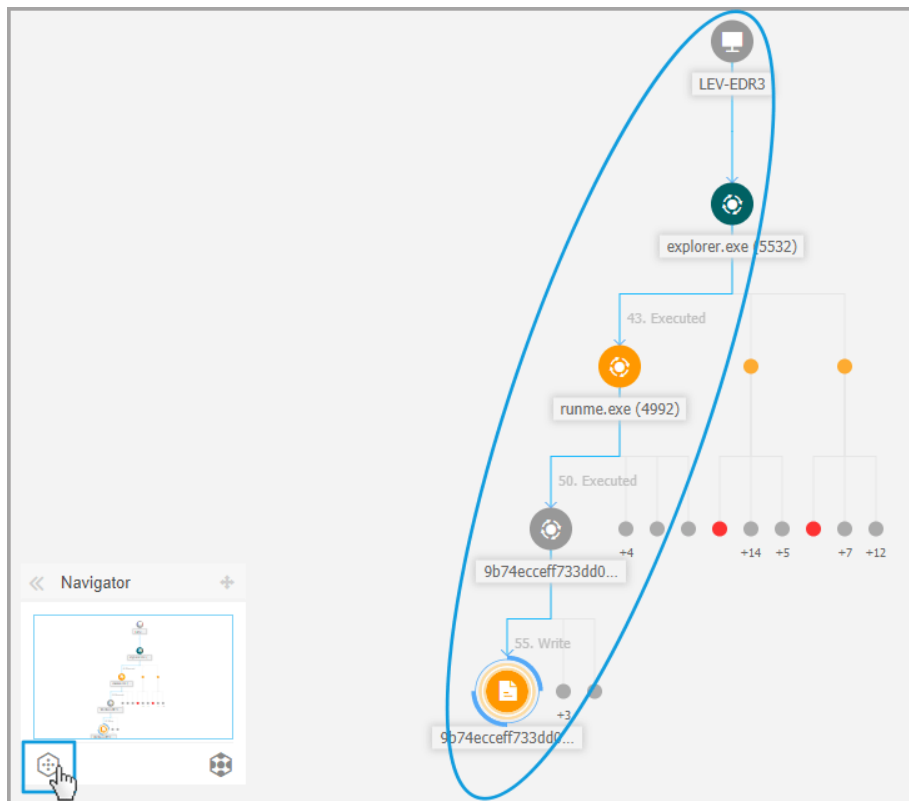 LEV-EDR3
explorer.exe (5532)
43. Executed
runme.exe (4992)
50. Executed
+4 +14 +5 +7 +12
9b74ecceff733dd0...
Navigator
55. Write
+3
9b74ecceff733dd0...